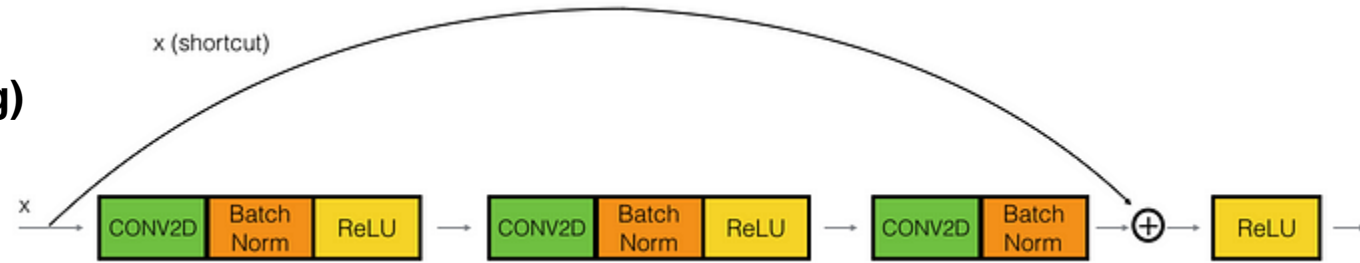 x (shortcut)
g)
x
CONV2D
Batch
Norm
ReLU
CONV2D
Batch
Norm
ReLU
CONV2D
Batch
Norm
ReLU